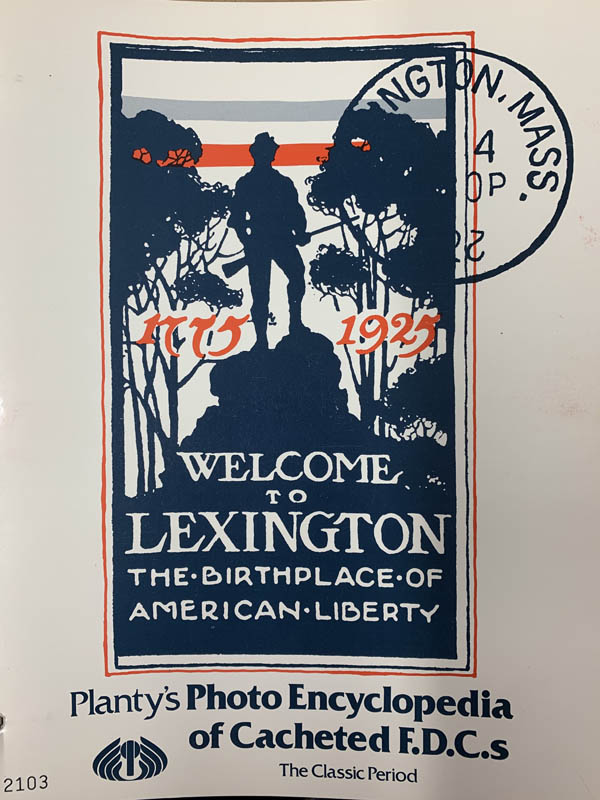 NGTON, MASS.
4
0P
1775 1925
WELCOME
TO
LEXINGTON
THE·BIRTHPLACE·OF
AMERICAN·LIBERTY
Planty's Photo Encyclopedia
of Cacheted F.D.C.s
The Classic Period
2103